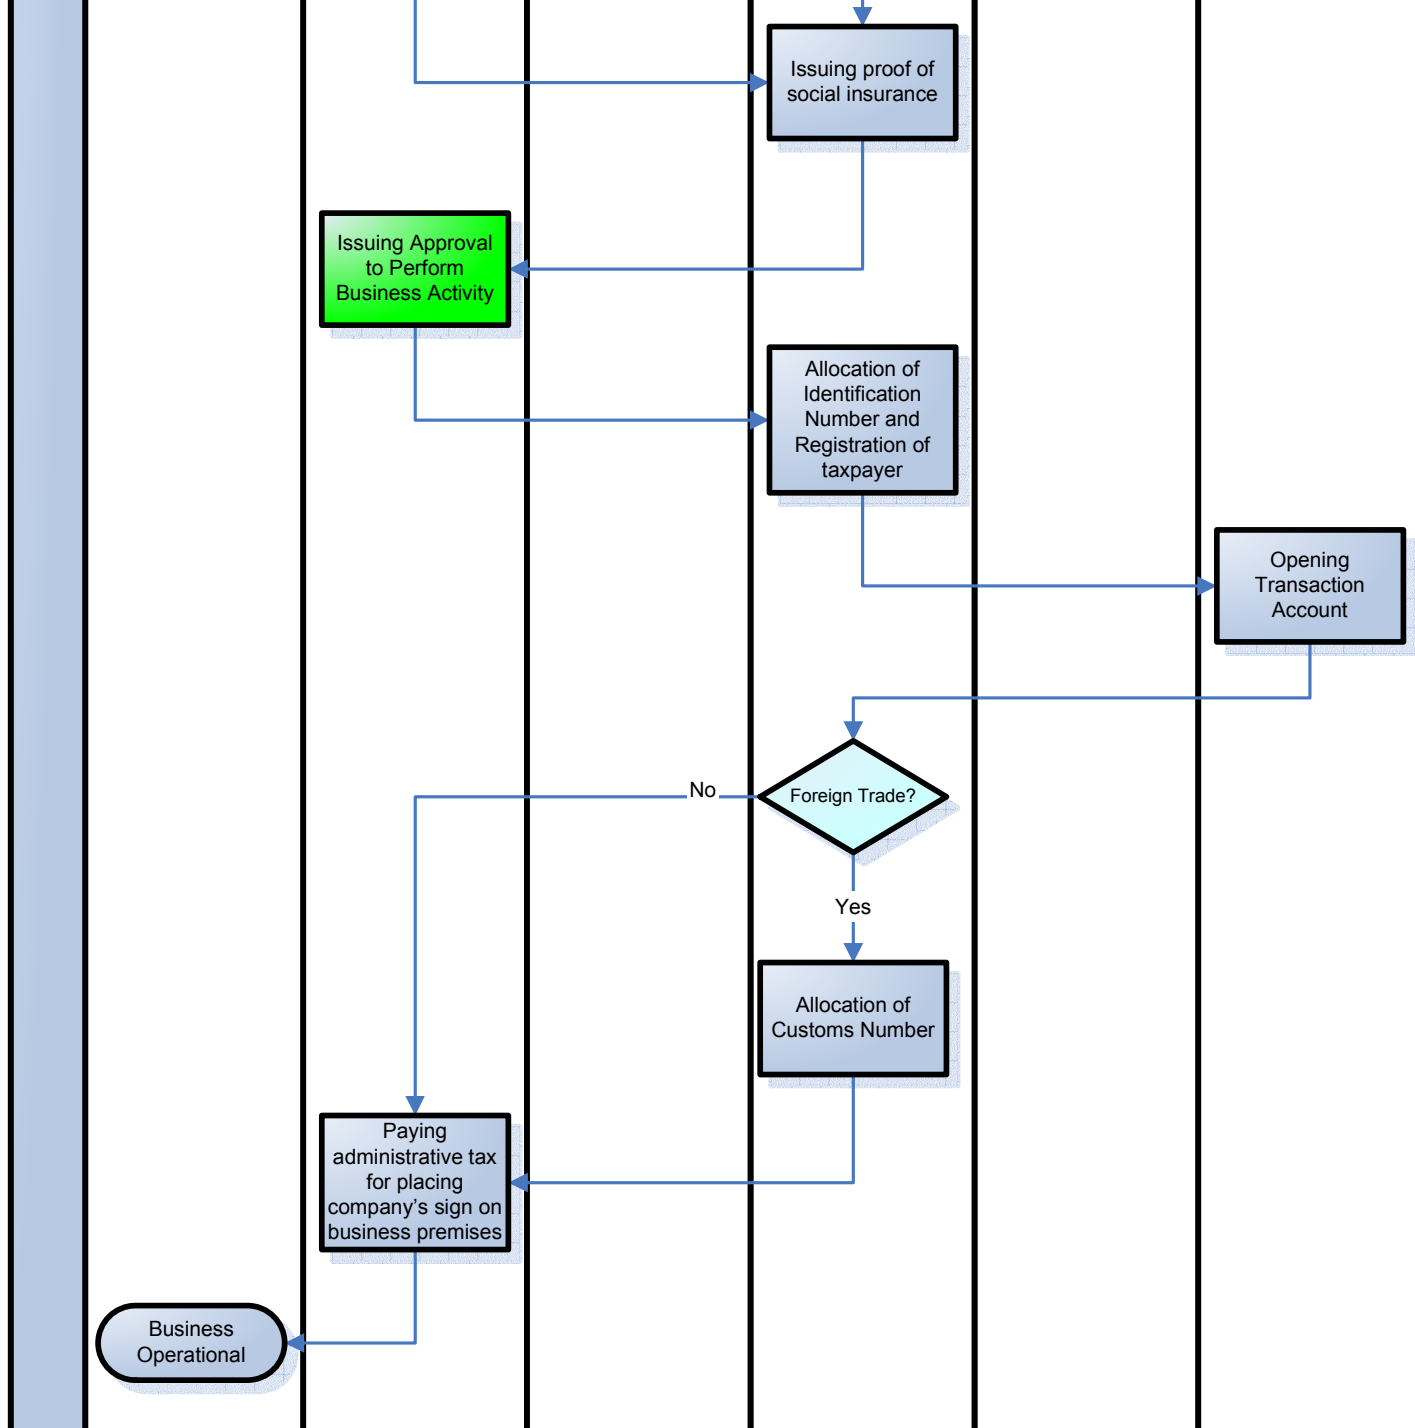 Issuing proof of
social insurance
Issuing Approval
to Perform
Business Activity
Allocation of
Identification
Number and
Registration of
taxpayer
Opening
Transaction
Account
No
Foreign Trade?
Yes
Allocation of
Customs Number
Paying
administrative tax
for placing
company’s sign on
business premises
Business
Operational